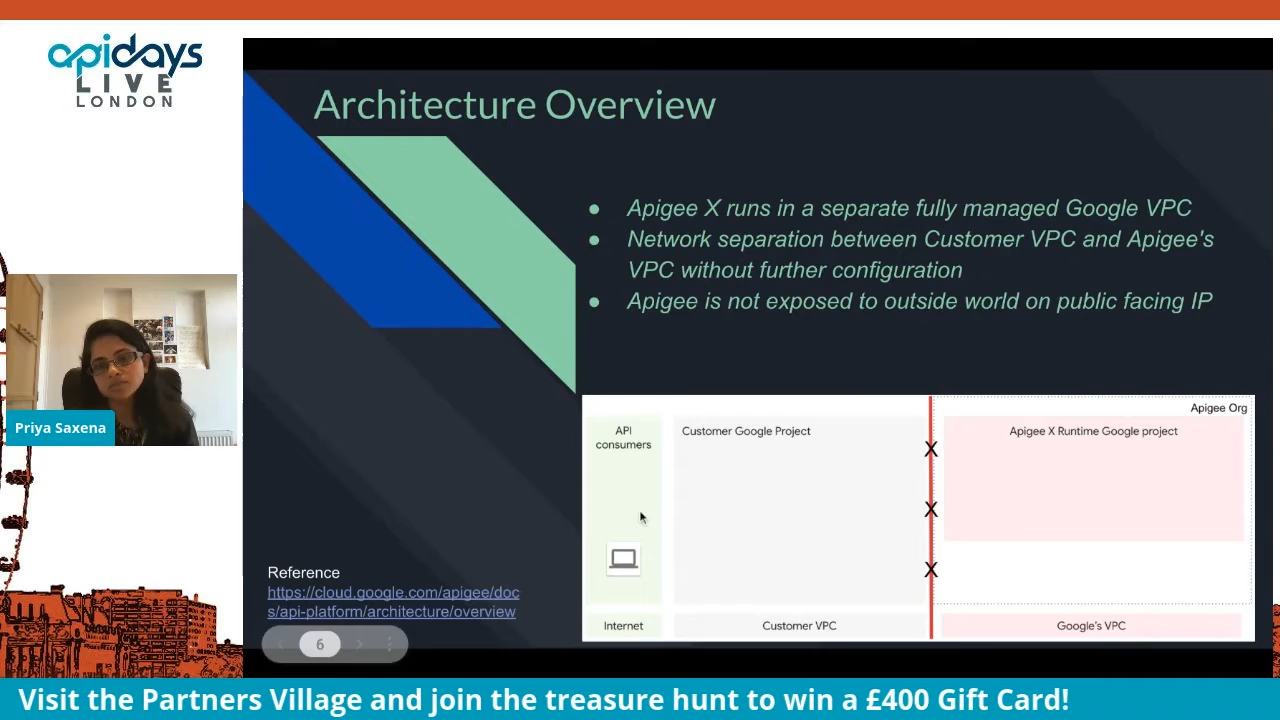 apidays
LIVE
LONDON
Architecture Overview
● Apigee X runs in a separate fully managed Google VPC
● Network separation between Customer VPC and Apigee's
VPC without further configuration
● Apigee is not exposed to outside world on public facing IP
Priya Saxena
Apigee Org
API
consumers
Customer Google Project
Apigee X Runtime Google project
X
X
X
Internet
Customer VPC
Google's VPC
Reference
https://cloud.google.com/apigee/doc
s/api-platform/architecture/overview
6
Visit the Partners Village and join the treasure hunt to win a £400 Gift Card!